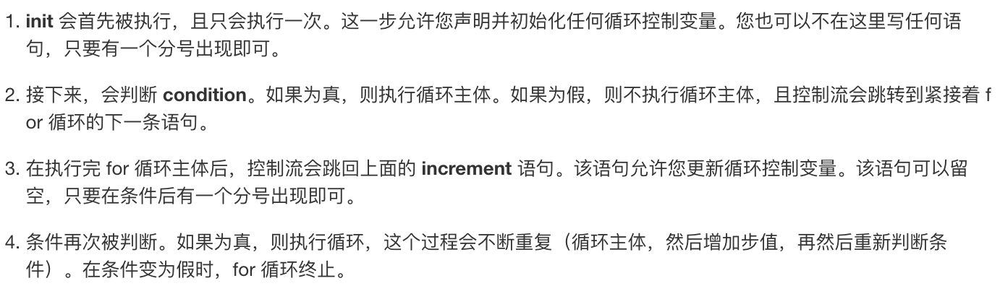 1. init 会首先被执行，且只会执行一次。这一步允许您声明并初始化任何循环控制变量。您也可以不在这里写任何语
句，只要有一个分号出现即可。
2. 接下来，会判断 condition。如果为真，则执行循环主体。如果为假，则不执行循环主体，且控制流会跳转到紧接着 f
or 循环的下一条语句。
3. 在执行完 for 循环主体后，控制流会跳回上面的 increment 语句。该语句允许您更新循环控制变量。该语句可以留
空，只要在条件后有一个分号出现即可。
4. 条件再次被判断。如果为真，则执行循环，这个过程会不断重复（循环主体，然后增加步值，再然后重新判断条
件）。在条件变为假时，for 循环终止。